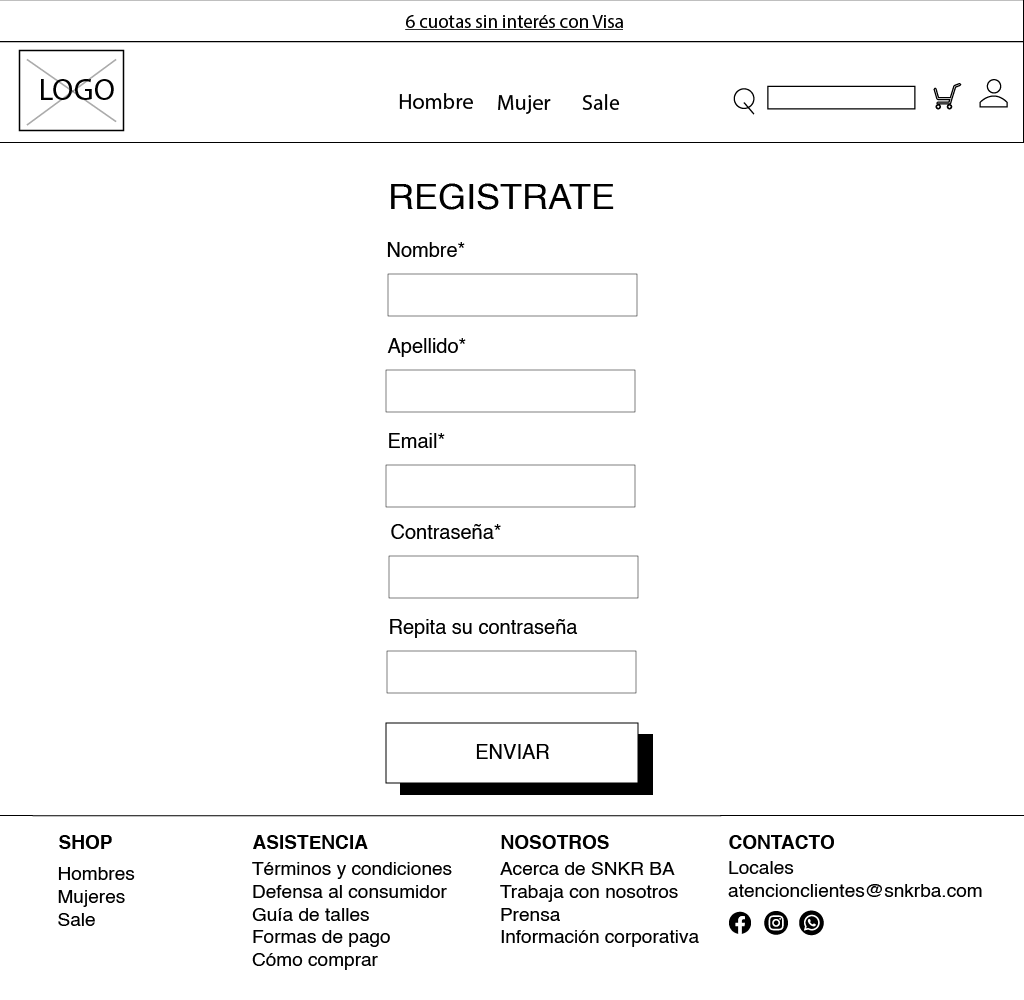 6 cuotas sin interés con Visa
LOGO
Hombre Mujer Sale
REGISTRATE
Nombre*
Apellido*
Email*
Contraseña*
Repita su contraseña
ENVIAR
SHOP
Hombres
Mujeres
Sale
ASISTENCIA
Términos y condiciones
Defensa al consumidor
Guía de talles
Formas de pago
Cómo comprar
NOSOTROS
Acerca de SNKR BA
Trabaja con nosotros
Prensa
Información corporativa
CONTACTO
Locales
atencionclientes@snkrba.com